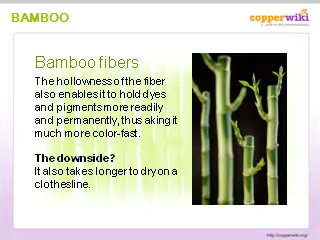 BAMBOO
copperwiki
Bamboo fibers
The hollowness of the fiber
also enables it to hold dyes
and pigments more readily
and permanently, thus aking it
much more color-fast.
The downside?
It also takes longer to dry on a
clothesline.
http://copperwiki.org/